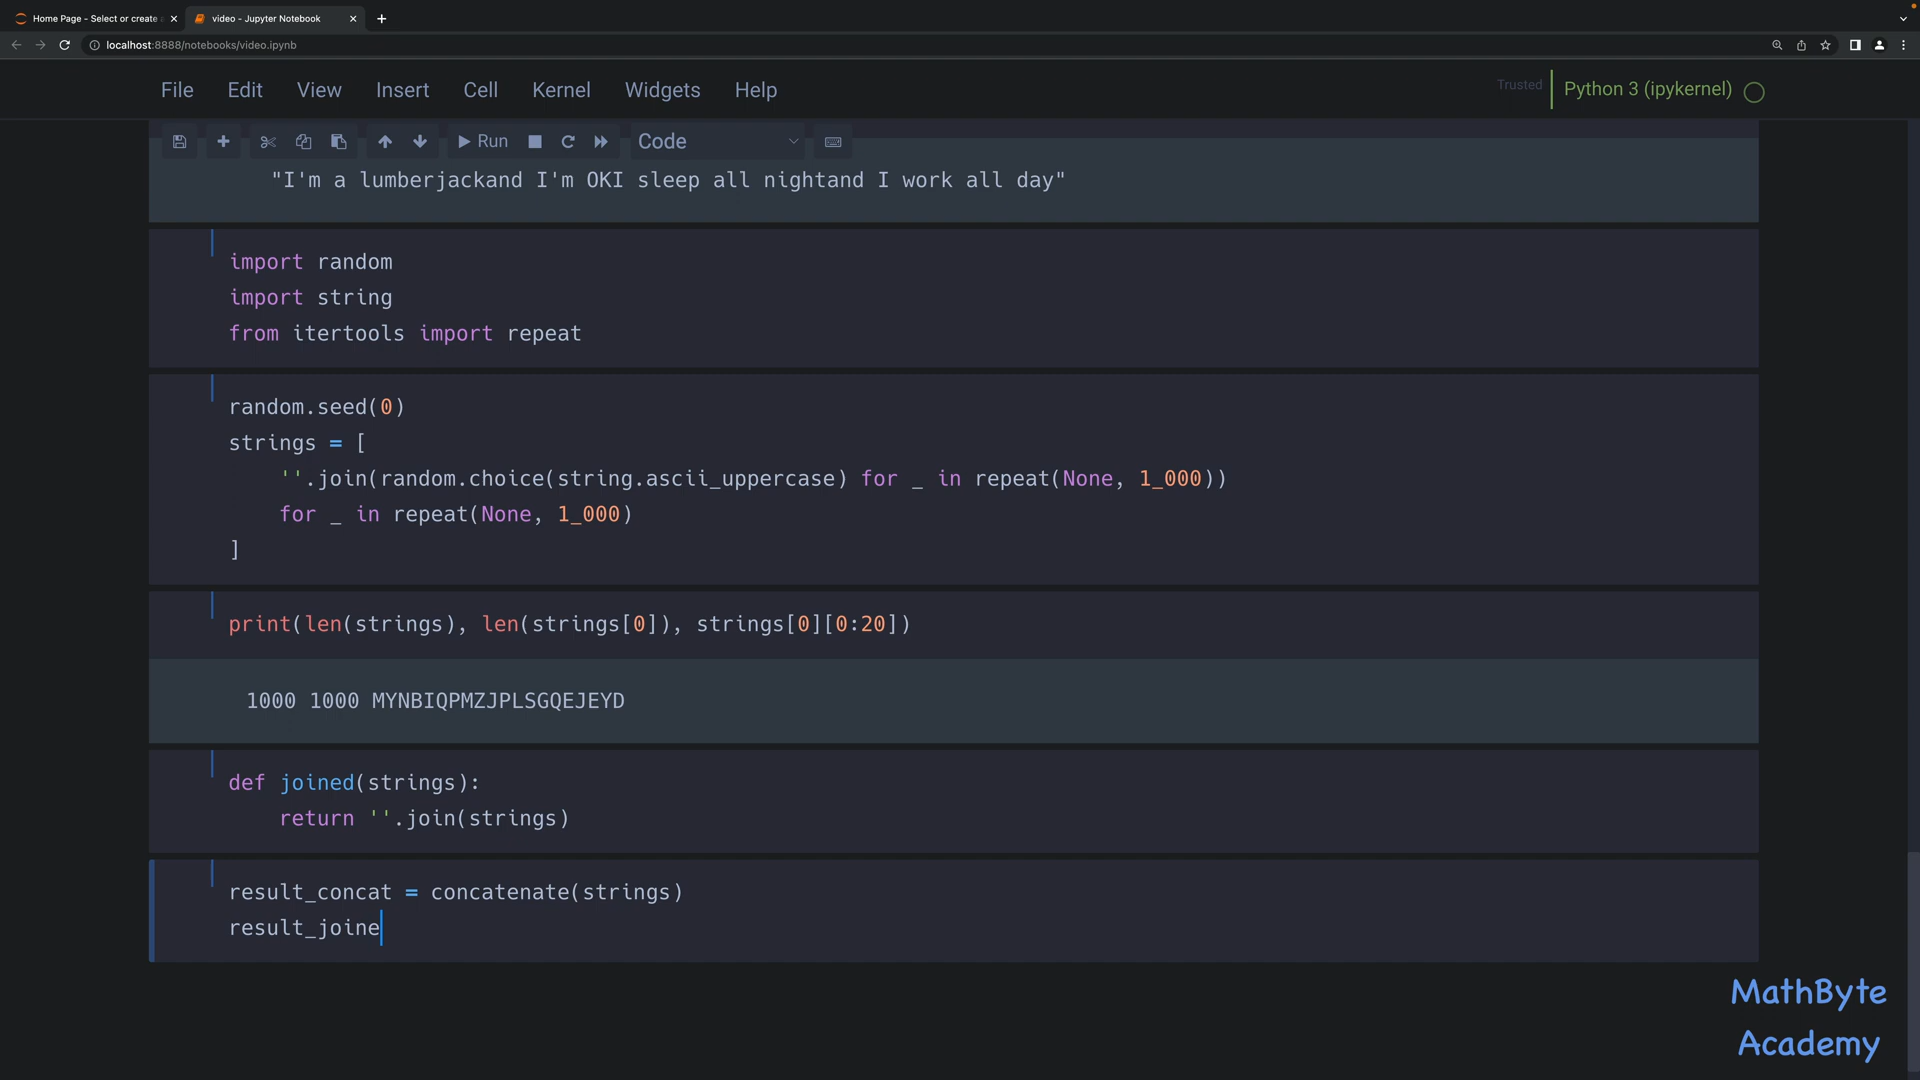 Home Page - Select or create a
video - Jupyter Notebook
localhost:8888/notebooks/video.ipynb
File Edit View Insert Cell Kernel Widgets Help
Trusted
Python 3 (ipykernel)
Run
Code
"I'm a lumberjackand I'm OKI sleep all nightand I work all day"
import random
import string
from itertools import repeat
random.seed(0)
strings = [
    ''.join(random.choice(string.ascii_uppercase) for _ in repeat(None, 1_000))
    for _ in repeat(None, 1_000)
]
print(len(strings), len(strings[0]), strings[0][0:20])
1000 1000 MYNBIQPMZJPLSGQEJEYD
def joined(strings):
    return ''.join(strings)
result_concat = concatenate(strings)
result_joine
MathByte
Academy